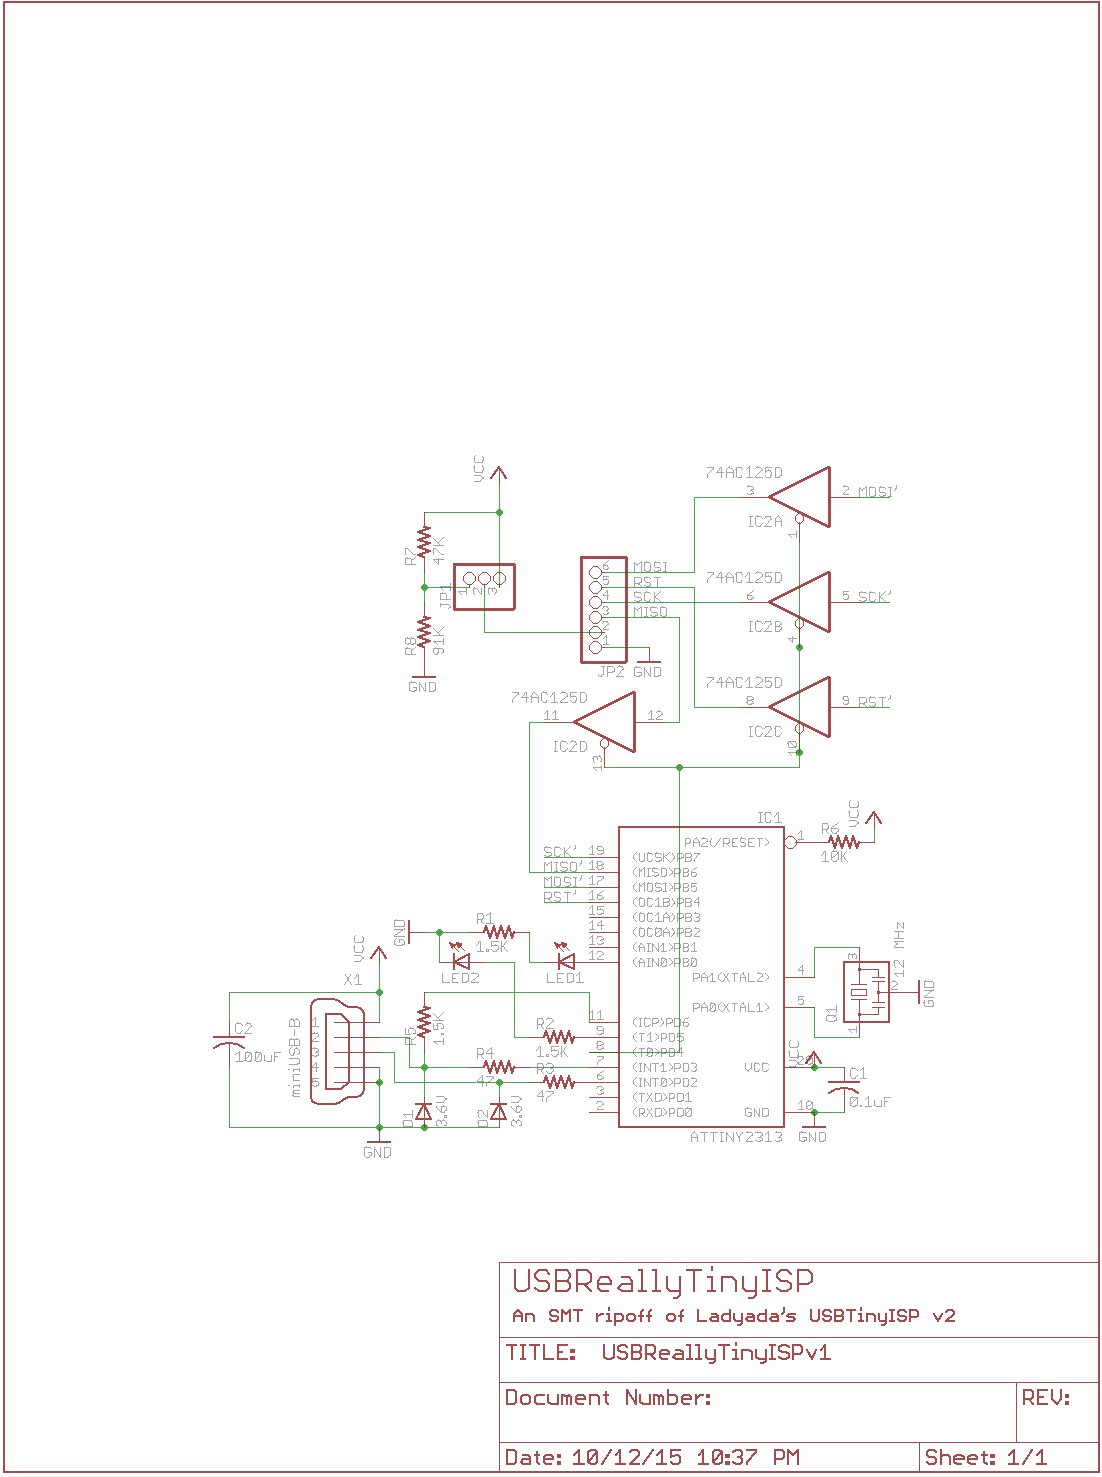 VCC
R7
47K
JP1
1 2 3
R8
91K
GND
6 MOSI
5 RST
4 SCK
3 MISO
2
1
JP2 GND
74AC125D
3
2 MOSI'
IC2A
1
74AC125D
6
5 SCK'
IC2B
4
74AC125D
8
9 RST'
IC2C
10
74AC125D
11
12
IC2D
13
IC1
PA2(/RESET)
1
R6
10K
VCC
SCK' 19 (UCSK)PB7
MISO' 18 (MISO)PB6
MOSI' 17 (MOSI)PB5
RST' 16 (OC1B)PB4
15 (OC1A)PB3
14 (OC0A)PB2
13 (AIN1)PB1
12 (AIN0)PB0
PA1(XTAL2) 4
PA0(XTAL1) 5
11 (ICP)PD6
9 (T1)PD5
8 (T0)PD4
7 (INT1)PD3
6 (INT0)PD2
3 (TXD)PD1
2 (RXD)PD0
VCC 20
GND 10
ATTINY2313
GND
R1
1.5K
LED2
LED1
VCC
X1
miniUSB-B
1
2
3
4
5
C2
100uF
R5
1.5K
R2
1.5K
R4
47
R3
47
D1
3.6V
D2
3.6V
GND
Q1
12 MHz
3
2
1
GND
VCC
C1
0.1uF
GND
USBReallyTinyISP
An SMT ripoff of Ladyada's USBTinyISP v2
TITLE: USBReallyTinyISPv1
Document Number:
REV:
Date: 10/12/15 10:37 PM
Sheet: 1/1